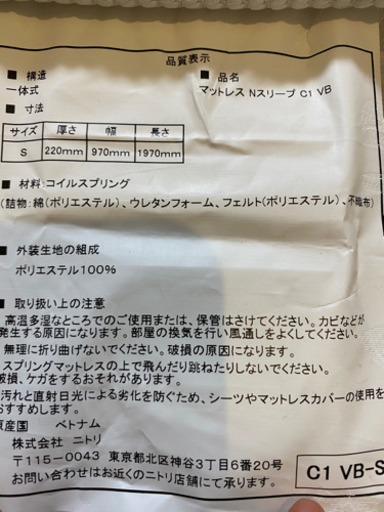 品質表示
■ 構造
一体式
■ 品名
マットレス Nスリープ C1 VB
■ 寸法
サイズ 厚さ 幅 長さ
S 220mm 970mm 1970mm
■ 材料:コイルスプリング
(詰物:綿(ポリエステル)、ウレタンフォーム、フェルト(ポリエステル)、不織布)
■ 外装生地の組成
ポリエステル100%
■ 取り扱い上の注意
高温多湿なところでのご使用または、保管はさけてください。カビなどが
発生する原因になります。部屋の換気を行い風通しをよくしてください。
無理に折り曲げないでください。破損の原因になります。
スプリングマットレスの上で飛んだり跳ねたりしないでください。
破損、ケガをするおそれがあります。
汚れと直射日光による劣化を防ぐため、シーツやマットレスカバーの使用を
おすすめします。
原産国 ベトナム
株式会社 ニトリ
〒115-0043 東京都北区神谷3丁目6番20号
お問い合わせはお近くのニトリ店舗にて承ります。
C1 VB-S